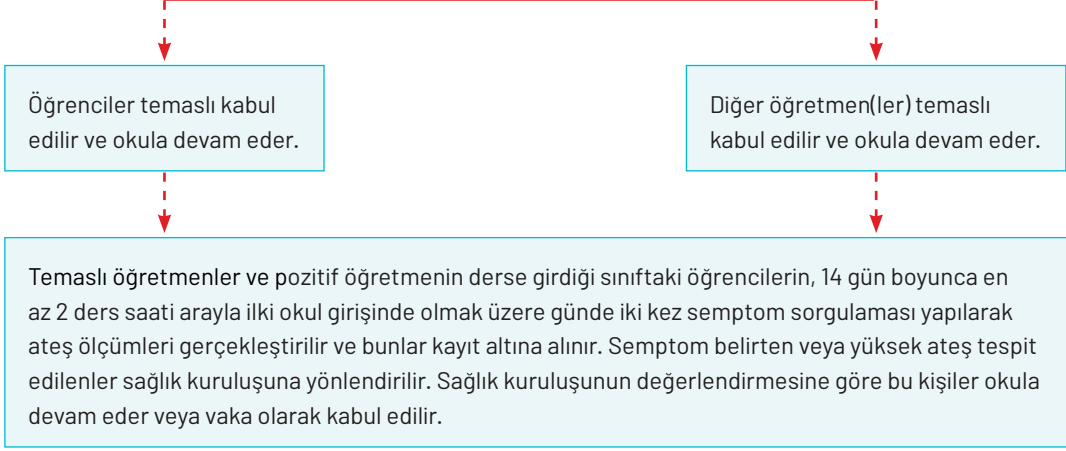 Öğrenciler temaslı kabul
edilir ve okula devam eder.
Diğer öğretmen(ler) temaslı
kabul edilir ve okula devam eder.
Temaslı öğretmenler ve pozitif öğretmenin derse girdiği sınıftaki öğrencilerin, 14 gün boyunca en
az 2 ders saati arayla ilki okul girişinde olmak üzere günde iki kez semptom sorgulaması yapılarak
ateş ölçümleri gerçekleştirilir ve bunlar kayıt altına alınır. Semptom belirten veya yüksek ateş tespit
edilenler sağlık kuruluşuna yönlendirilir. Sağlık kuruluşunun değerlendirmesine göre bu kişiler okula
devam eder veya vaka olarak kabul edilir.